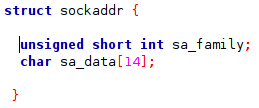 struct sockaddr {
unsigned short int sa_family;
char sa_data[14];
}